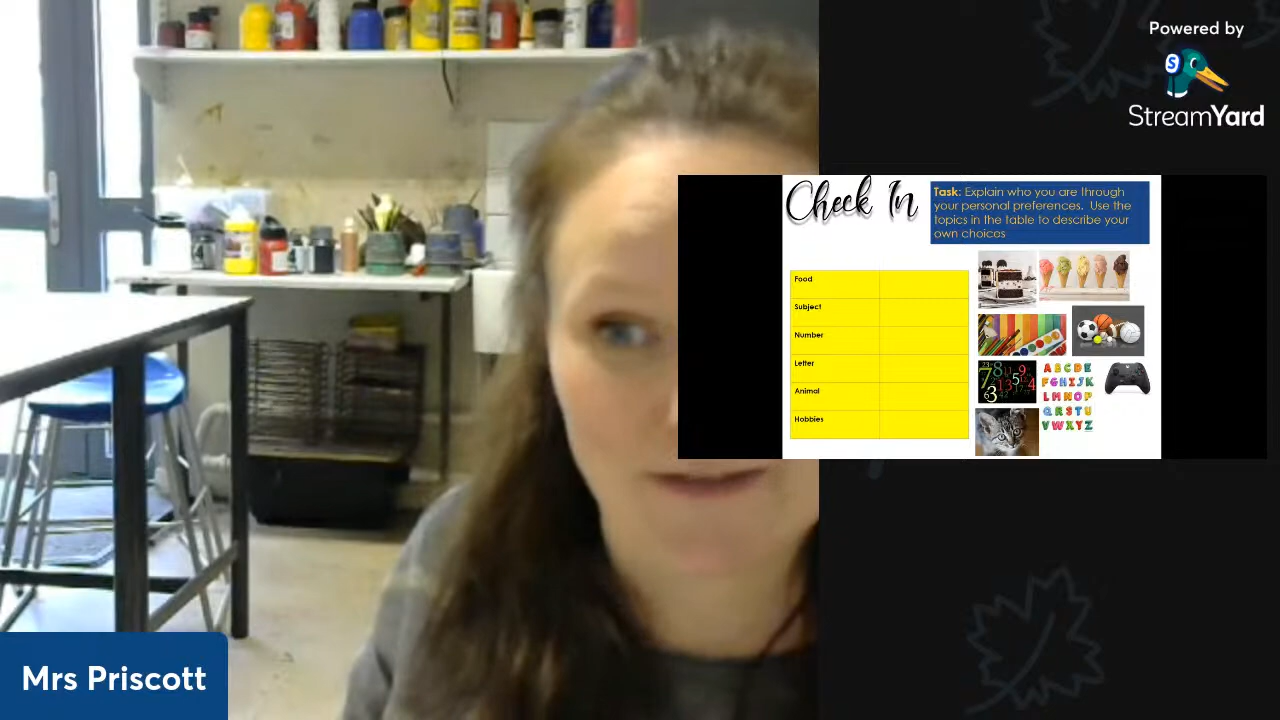 Powered by
StreamYard
Check In
Task: Explain who you are through
your personal preferences. Use the
topics in the table to describe your
own choices
Food
Subject
Number
Letter
Animal
Hobbies
A B C D E
F G H I J K
L M N O P
Q R S T U
V W X Y Z
Mrs Priscott